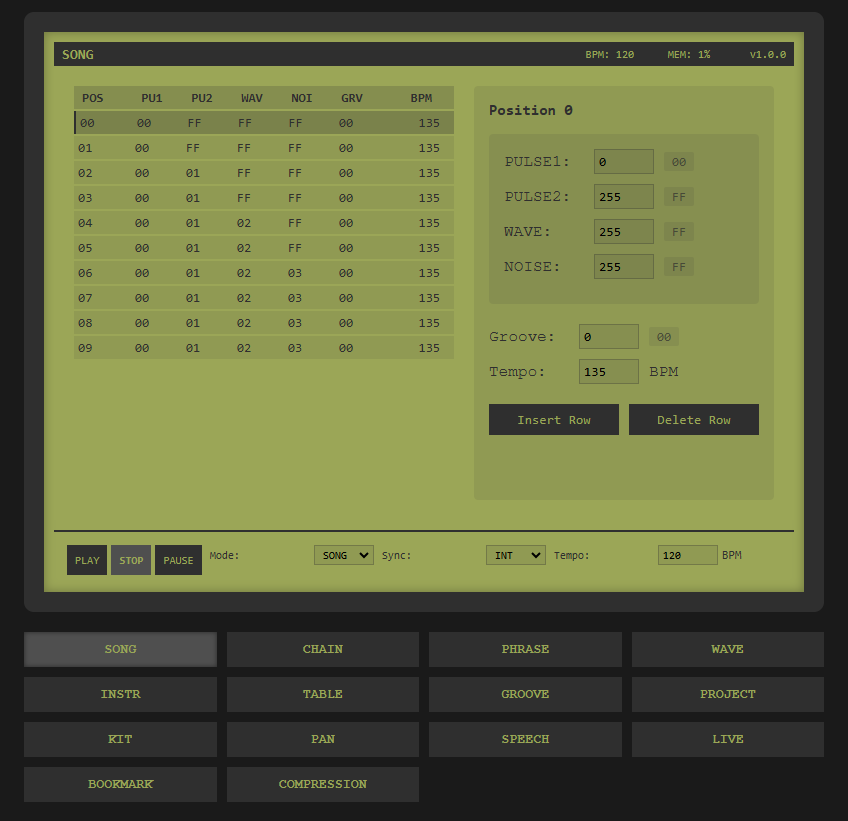 SONG BPM: 120 MEM: 1% v1.0.0
POS PU1 PU2 WAV NOI GRV BPM
00 00 FF FF FF 00 135
01 00 FF FF FF 00 135
02 00 01 FF FF 00 135
03 00 01 FF FF 00 135
04 00 01 02 FF 00 135
05 00 01 02 FF 00 135
06 00 01 02 03 00 135
07 00 01 02 03 00 135
08 00 01 02 03 00 135
09 00 01 02 03 00 135
Position 0
PULSE1: 0 00
PULSE2: 255 FF
WAVE: 255 FF
NOISE: 255 FF
Groove: 0 00
Tempo: 135 BPM
Insert Row Delete Row
PLAY STOP PAUSE Mode: SONG Sync: INT Tempo: 120 BPM
SONG CHAIN PHRASE WAVE
INSTR TABLE GROOVE PROJECT
KIT PAN SPEECH LIVE
BOOKMARK COMPRESSION